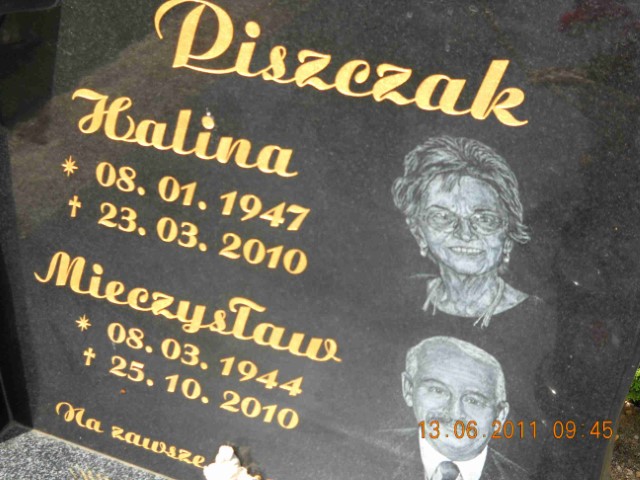 Piszczak
Halina
* 08. 01. 1947
† 23. 03. 2010
Mieczysław
* 08. 03. 1944
† 25. 10. 2010
Na zawsze
13.06.2011 09:45